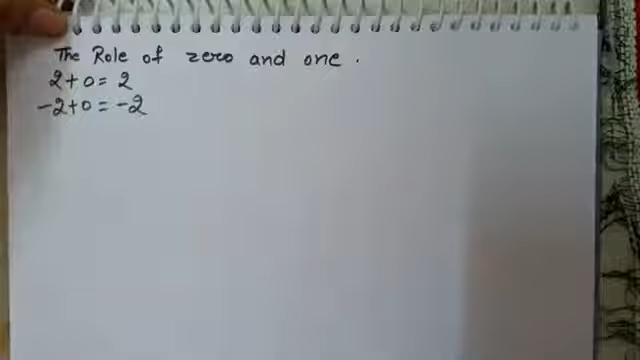 The Role of zero and one.
2+0=2
-2+0=-2